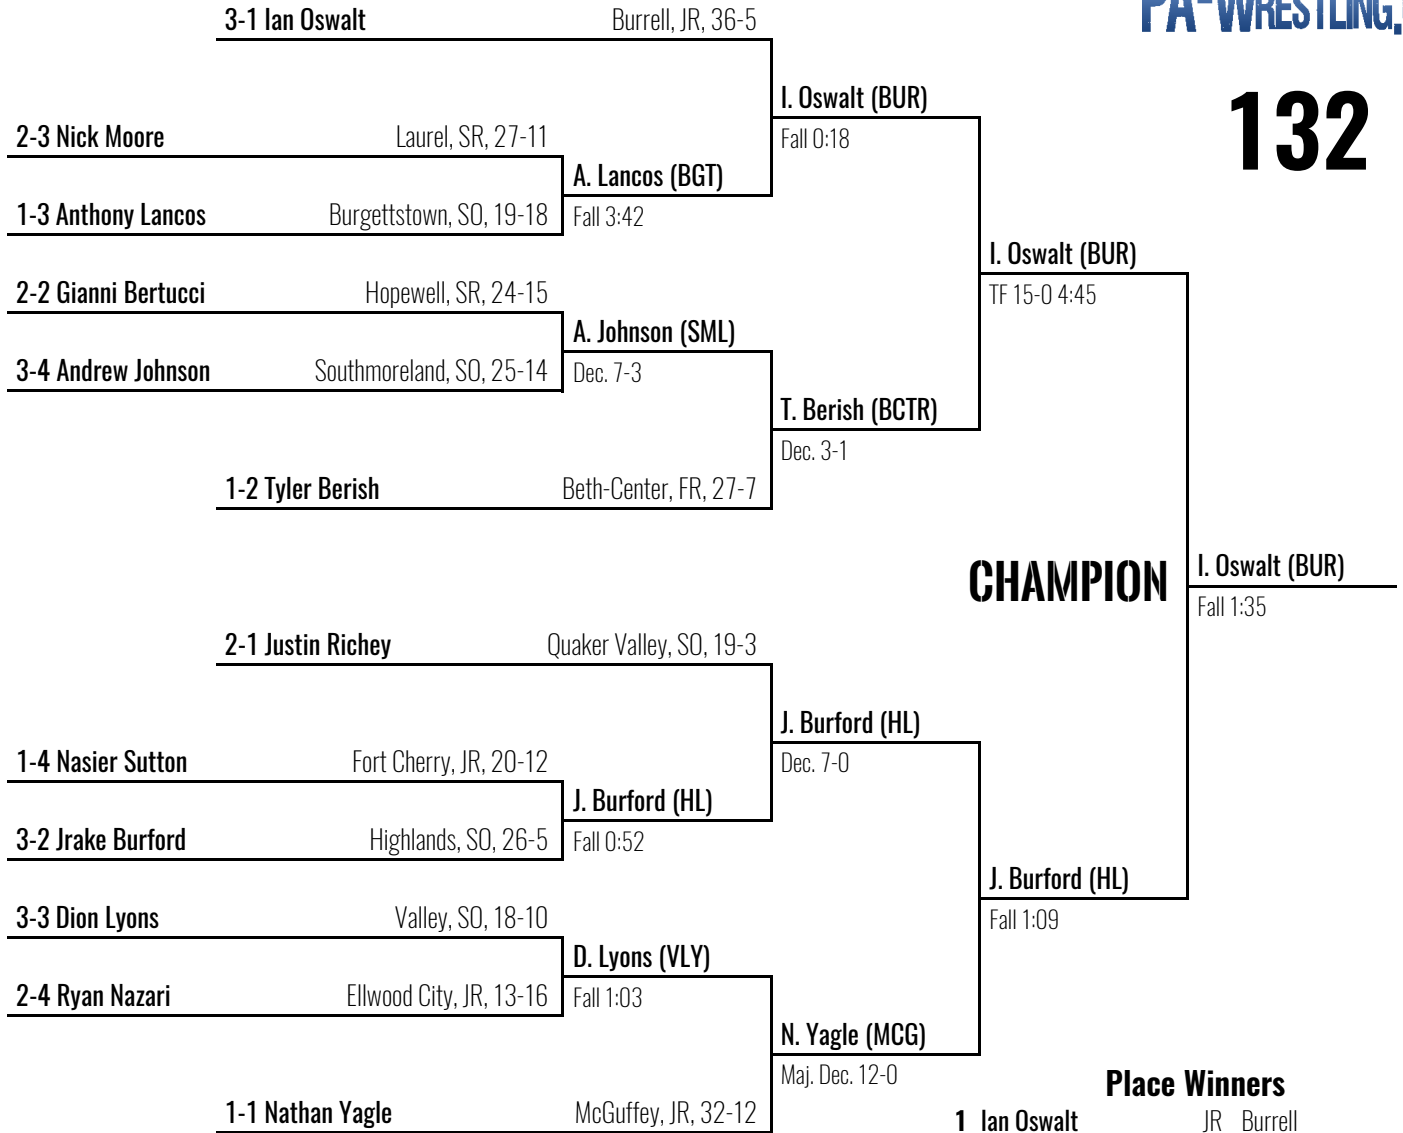 PA-WRESTLING.
132
3-1 Ian Oswalt Burrell, JR, 36-5
I. Oswalt (BUR)
Fall 0:18
2-3 Nick Moore Laurel, SR, 27-11
A. Lancos (BGT)
Fall 3:42
1-3 Anthony Lancos Burgettstown, SO, 19-18
I. Oswalt (BUR)
TF 15-0 4:45
2-2 Gianni Bertucci Hopewell, SR, 24-15
A. Johnson (SML)
Dec. 7-3
3-4 Andrew Johnson Southmoreland, SO, 25-14
T. Berish (BCTR)
Dec. 3-1
1-2 Tyler Berish Beth-Center, FR, 27-7
CHAMPION
I. Oswalt (BUR)
Fall 1:35
2-1 Justin Richey Quaker Valley, SO, 19-3
J. Burford (HL)
Dec. 7-0
1-4 Nasier Sutton Fort Cherry, JR, 20-12
J. Burford (HL)
Fall 0:52
3-2 Jrake Burford Highlands, SO, 26-5
J. Burford (HL)
Fall 1:09
3-3 Dion Lyons Valley, SO, 18-10
D. Lyons (VLY)
Fall 1:03
2-4 Ryan Nazari Ellwood City, JR, 13-16
N. Yagle (MCG)
Maj. Dec. 12-0
1-1 Nathan Yagle McGuffey, JR, 32-12
Place Winners
1 Ian Oswalt JR Burrell